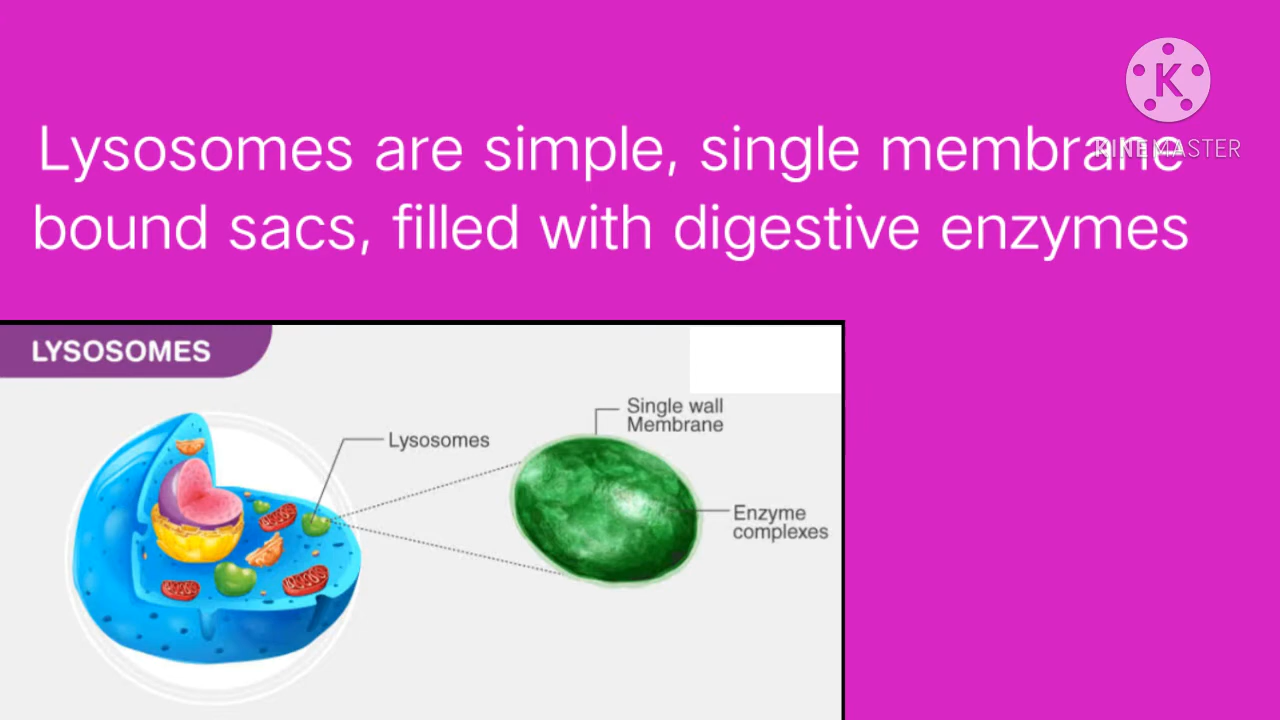 K
KINEMASTER
Lysosomes are simple, single membrane
bound sacs, filled with digestive enzymes
LYSOSOMES
Single wall
Membrane
Lysosomes
Enzyme
complexes